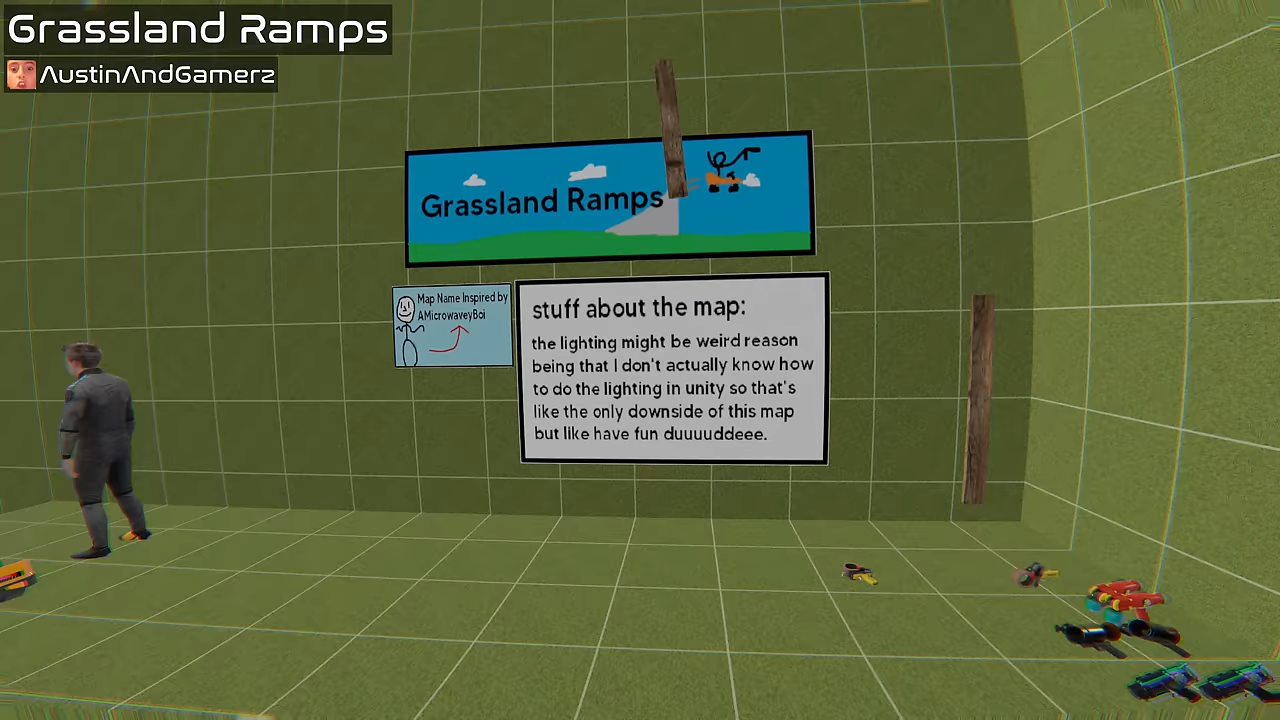 Grassland Ramps
AustinAndGamerz
Grassland Ramps
Map Name Inspired by
AMicrowaveyBoi
stuff about the map:
the lighting might be weird reason
being that I don't actually know how
to do the lighting in unity so that's
like the only downside of this map
but like have fun duuuuddeee.